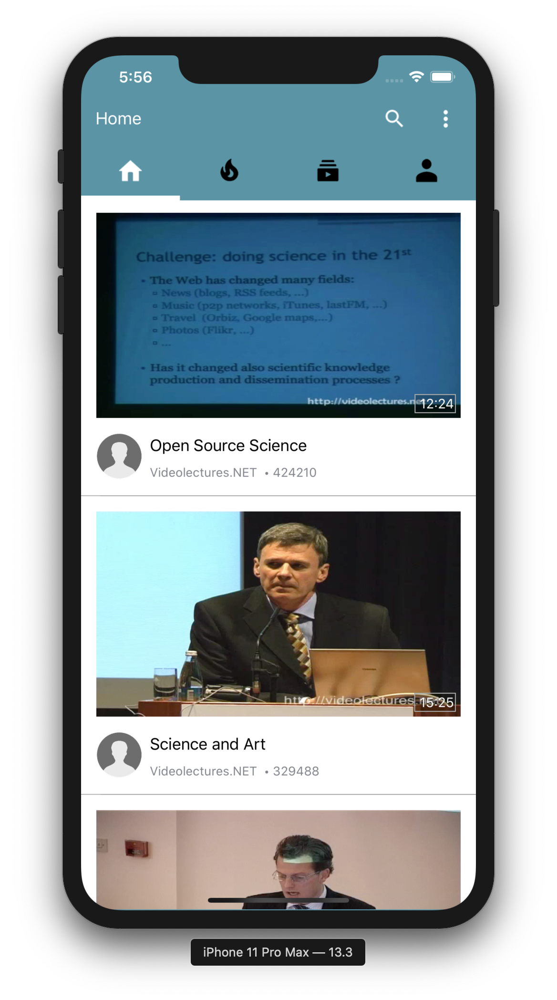 5:56
Home
Challenge: doing science in the 21st
• The Web has changed many fields:
▫ News (blogs, RSS feeds, ...)
▫ Music (p2p networks, iTunes, lastFM, ...)
▫ Travel (Orbiz, Google maps,...)
▫ Photos (Flikr, ...)
▫ ...
• Has it changed also scientific knowledge
production and dissemination processes ?
http://videolectures.ne
12:24
Open Source Science
Videolectures.NET • 424210
TOSHIBA
http://videolectures.
15:25
Science and Art
Videolectures.NET • 329488
iPhone 11 Pro Max — 13.3